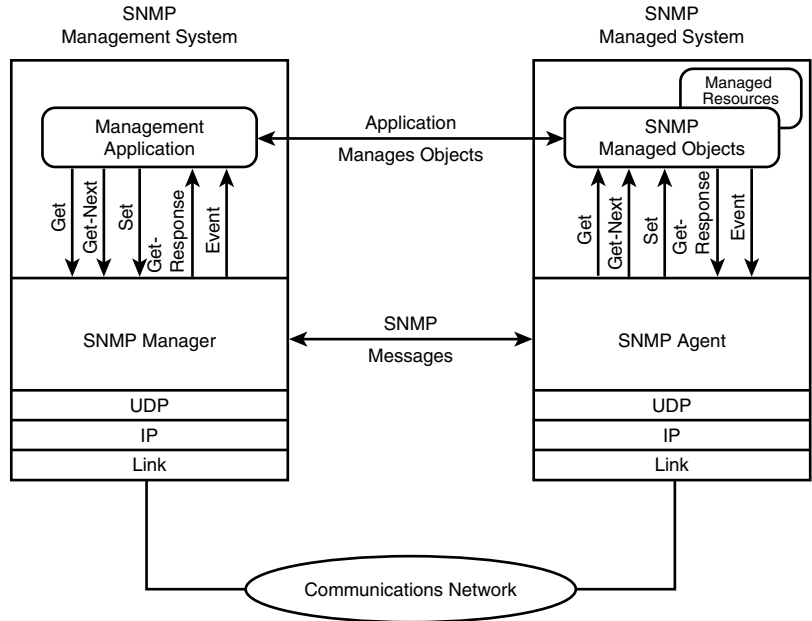 SNMP
Management System
SNMP
Managed System
Managed
Resources
Management
Application
Application
Manages Objects
SNMP
Managed Objects
Get
Get-Next
Set
Get-
Response
Event
Get
Get-Next
Set
Get-
Response
Event
SNMP Manager
SNMP
Messages
SNMP Agent
UDP
IP
Link
UDP
IP
Link
Communications Network